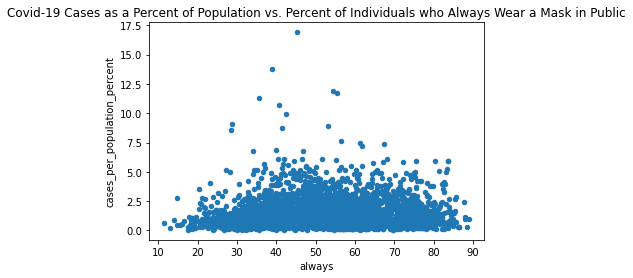 Covid-19 Cases as a Percent of Population vs. Percent of Individuals who Always Wear a Mask in Public
17.5
15.0
12.5
10.0
7.5
5.0
2.5
0.0
cases_per_population_percent
10 20 30 40 50 60 70 80 90
always